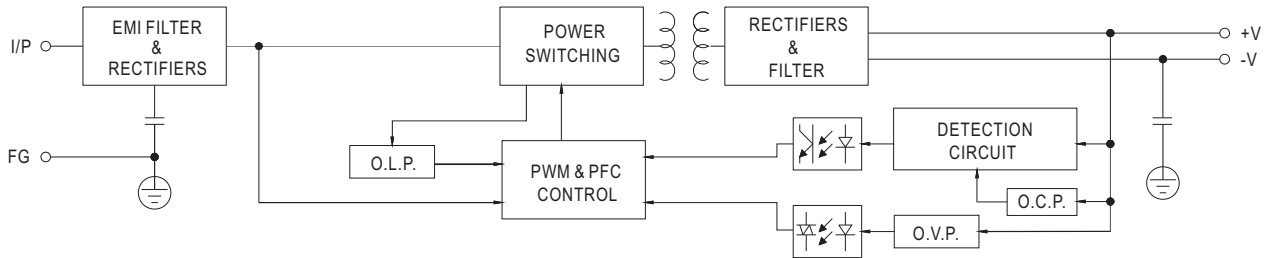 I/P
EMI FILTER
&
RECTIFIERS
POWER
SWITCHING
RECTIFIERS
&
FILTER
+V
-V
FG
O.L.P.
PWM & PFC
CONTROL
DETECTION
CIRCUIT
O.C.P.
O.V.P.